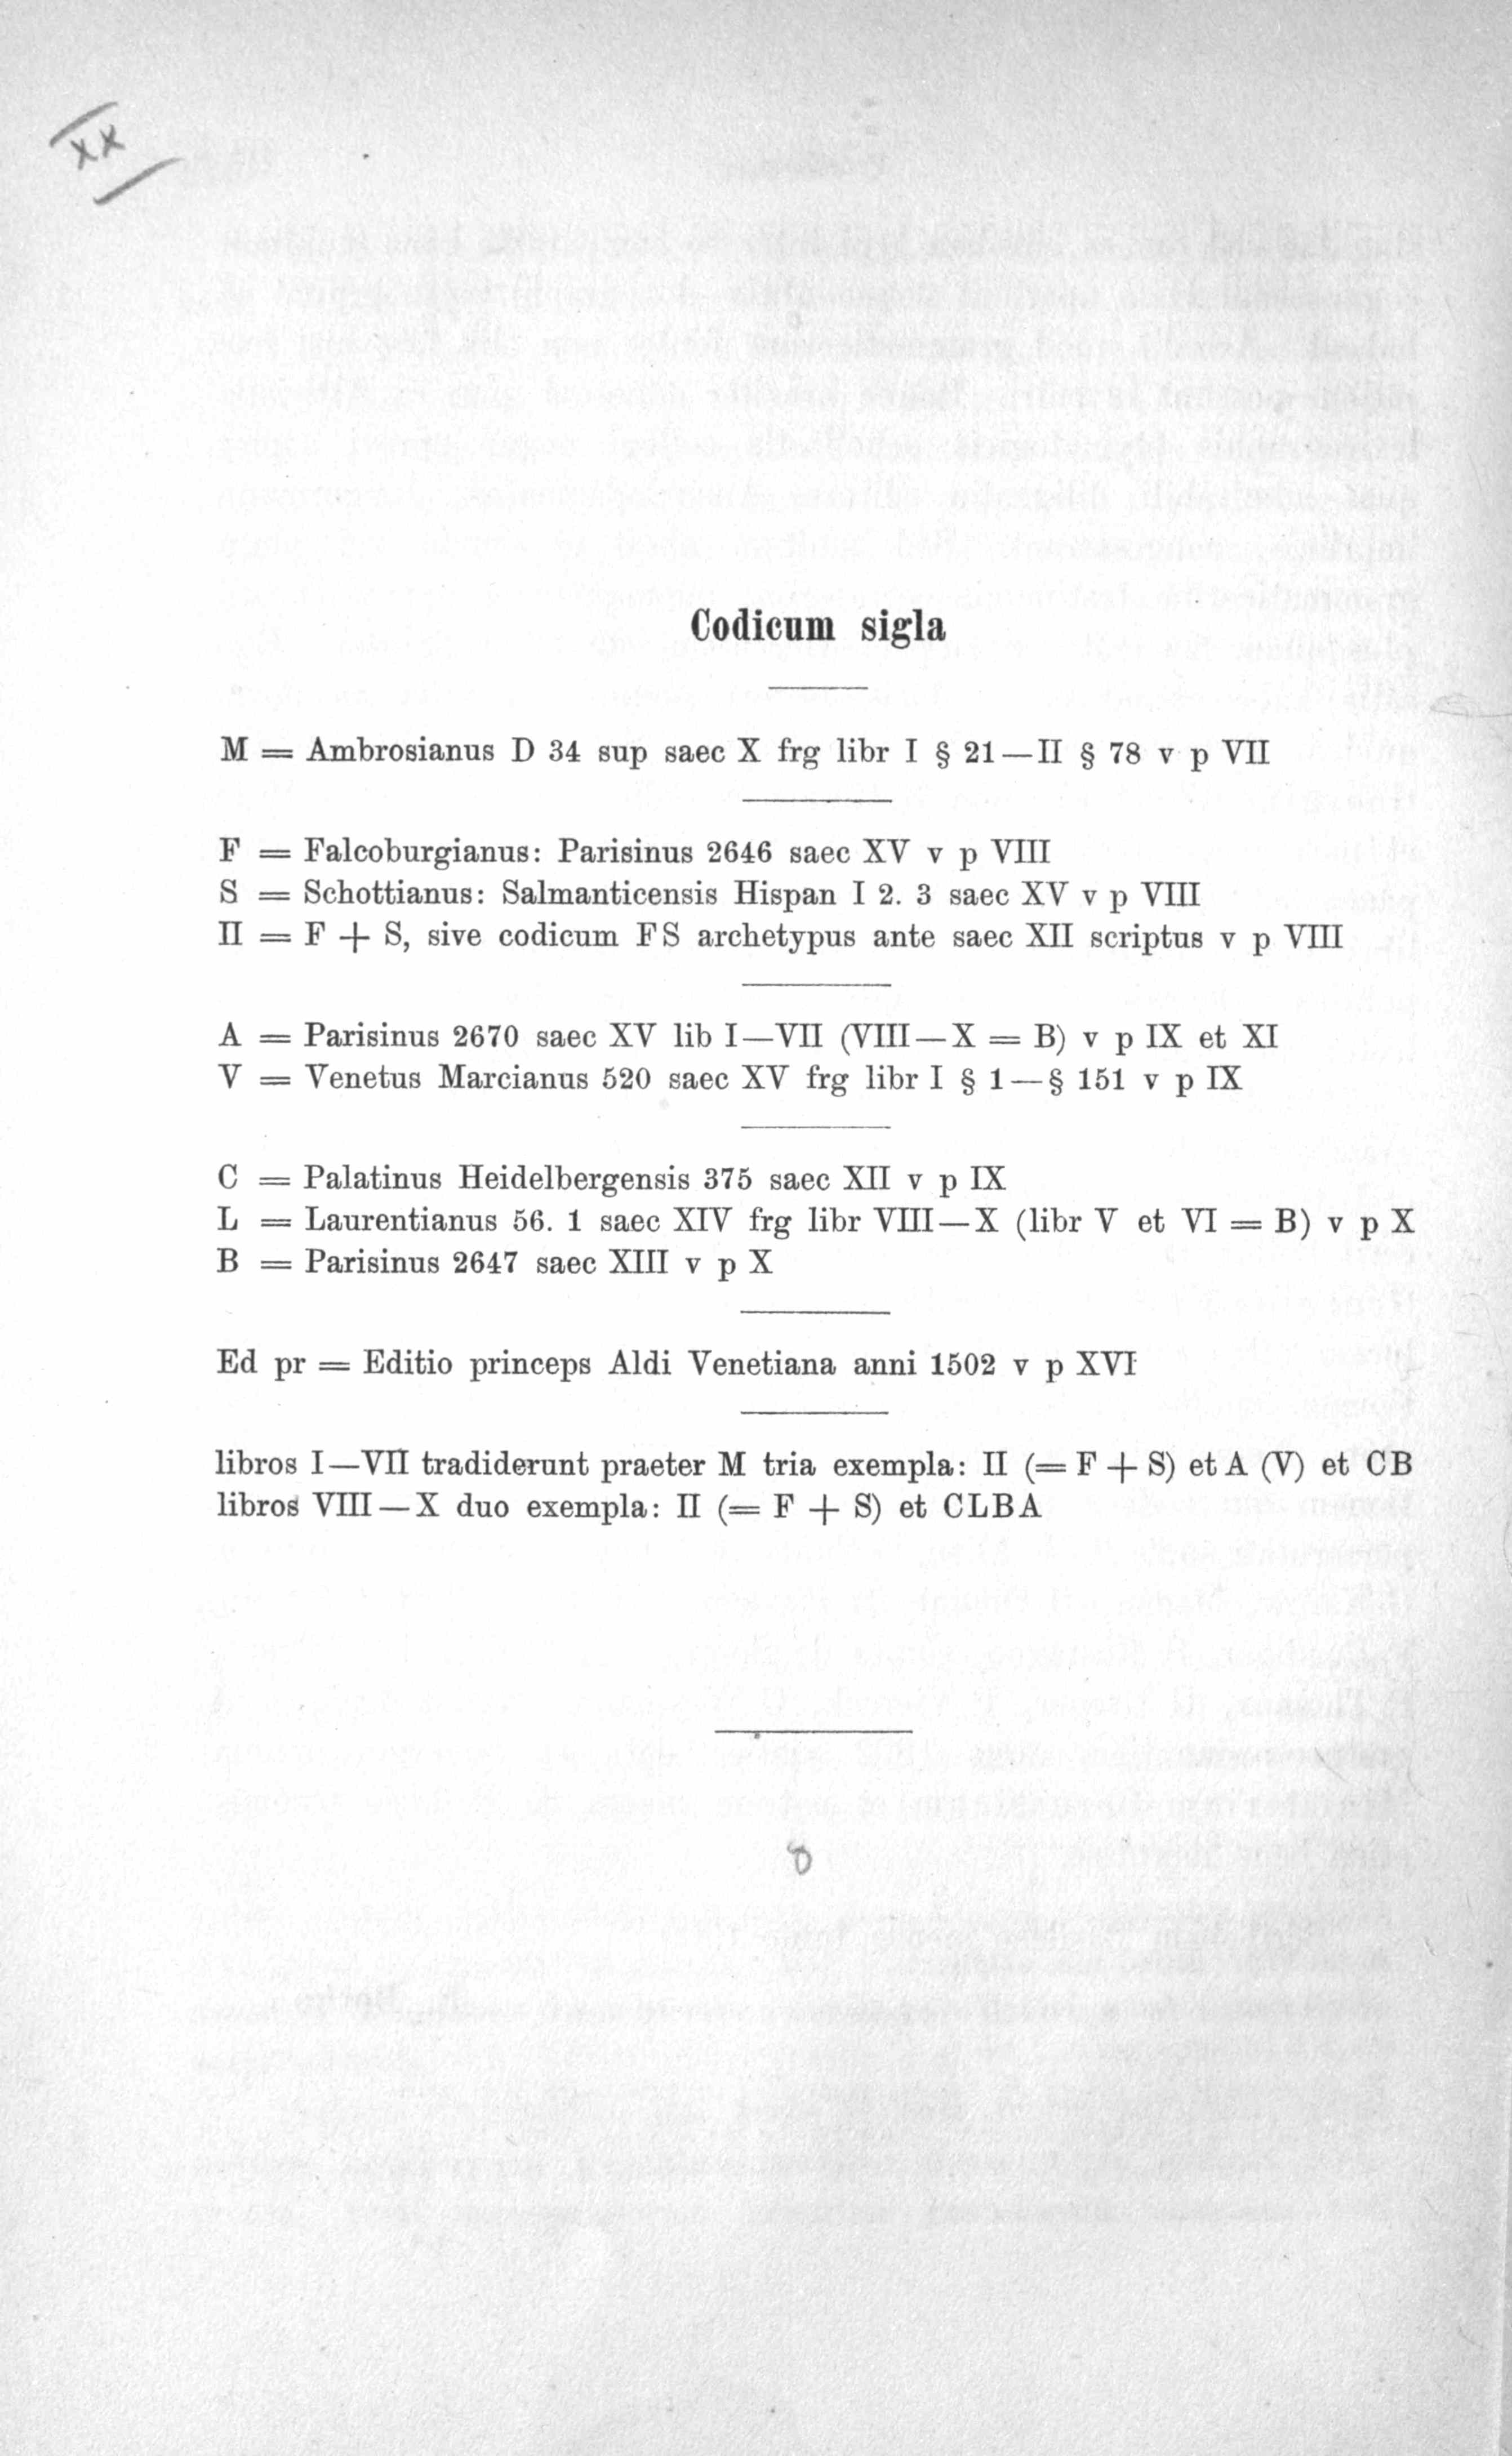 XX
Codicum sigla
M = Ambrosianus D 34 sup saec X frg libr I § 21—II § 78 v p VII
F = Falcoburgianus: Parisinus 2646 saec XV v p VIII
S = Schottianus: Salmanticensis Hispan I 2. 3 saec XV v p VIII
II = F + S, sive codicum FS archetypus ante saec XII scriptus v p VIII
A = Parisinus 2670 saec XV lib I—VII (VIII—X = B) v p IX et XI
V = Venetus Marcianus 520 saec XV frg libr I § 1—§ 151 v p IX
C = Palatinus Heidelbergensis 375 saec XII v p IX
L = Laurentianus 56. 1 saec XIV frg libr VIII—X (libr V et VI = B) v p X
B = Parisinus 2647 saec XIII v p X
Ed pr = Editio princeps Aldi Venetiana anni 1502 v p XVI
libros I—VII tradiderunt praeter M tria exempla: II (= F + S) et A (V) et CB
libros VIII—X duo exempla: II (= F + S) et CLBA